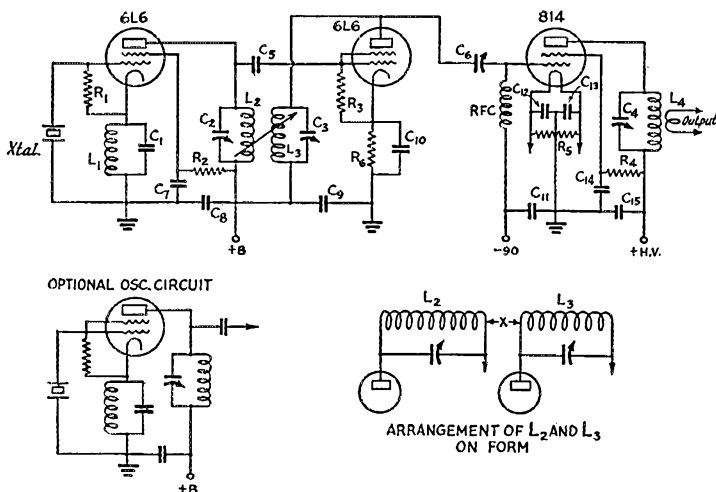 6L6
6L6
814
C5
C6
R1
L2
R3
C12
C13
L4
Xtal.
L1
C1
C2
L3
C3
R6
C10
RFC
R5
C4
Output
R2
C7
C8
C9
C14
R4
C11
C15
+B
-90
+H.V.
OPTIONAL OSC. CIRCUIT
L2
L3
X
+B
ARRANGEMENT OF L2 AND L3
ON FORM